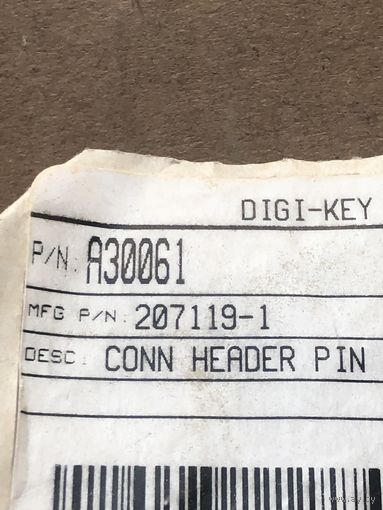 DIGI-KEY
P/N: A30061
MFG P/N: 207119-1
DESC: CONN HEADER PIN